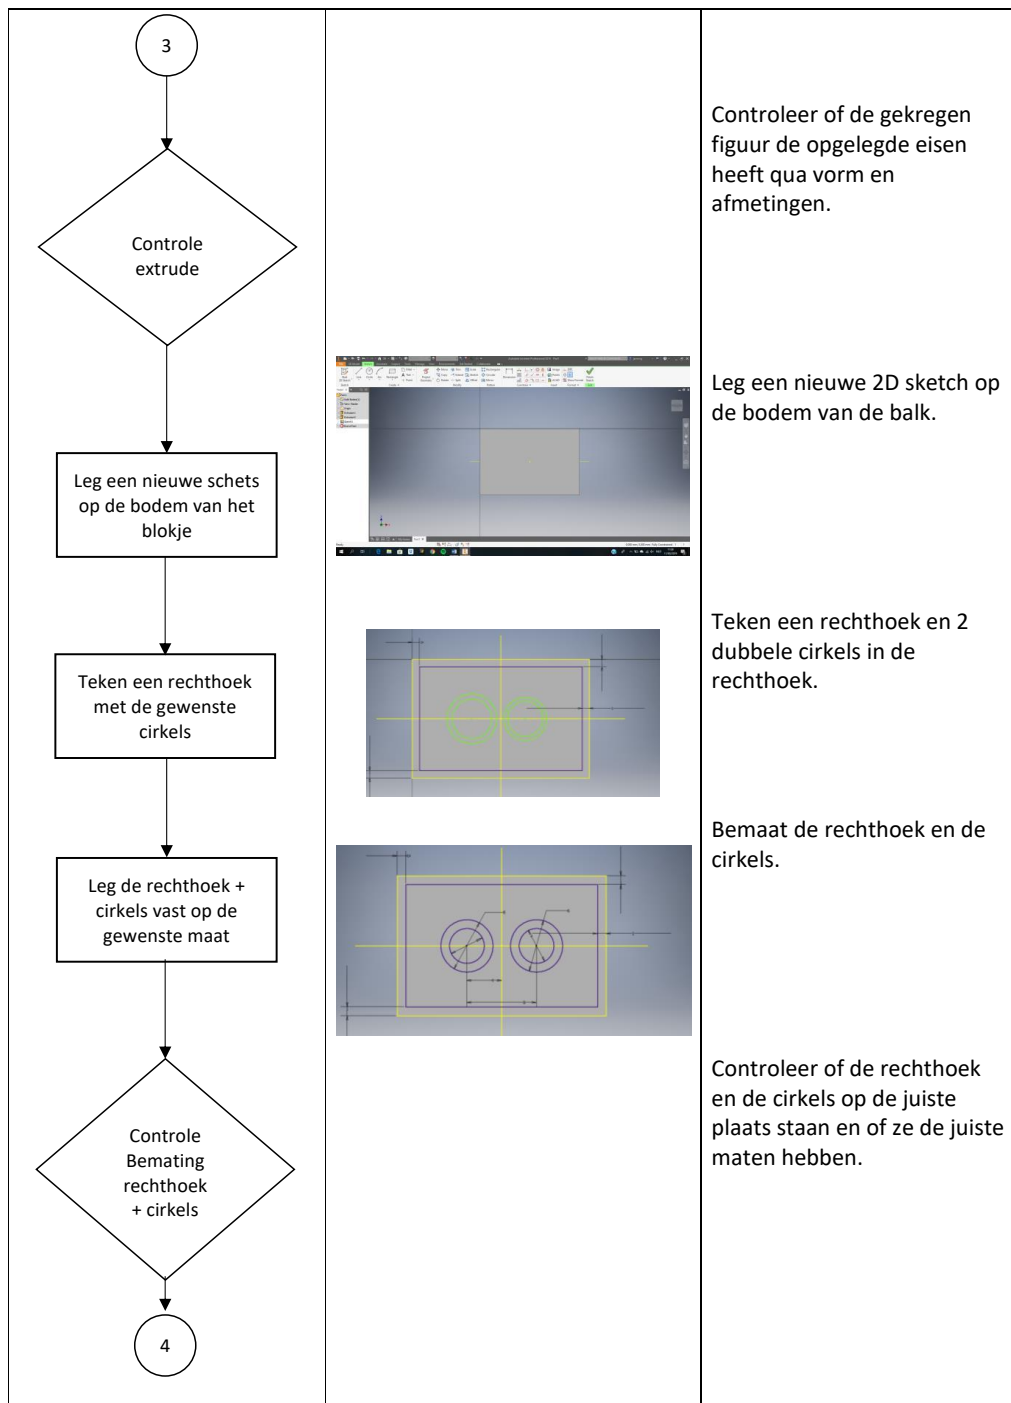 3
Controleer of de gekregen
figuur de opgelegde eisen
heeft qua vorm en
afmetingen.
Controle
extrude
Leg een nieuwe 2D sketch op
de bodem van de balk.
Leg een nieuwe schets
op de bodem van het
blokje
Teken een rechthoek en 2
dubbele cirkels in de
rechthoek.
Teken een rechthoek
met de gewenste
cirkels
Bemaat de rechthoek en de
cirkels.
Leg de rechthoek +
cirkels vast op de
gewenste maat
Controleer of de rechthoek
en de cirkels op de juiste
plaats staan en of ze de juiste
maten hebben.
Controle
Bemating
rechthoek
+ cirkels
4